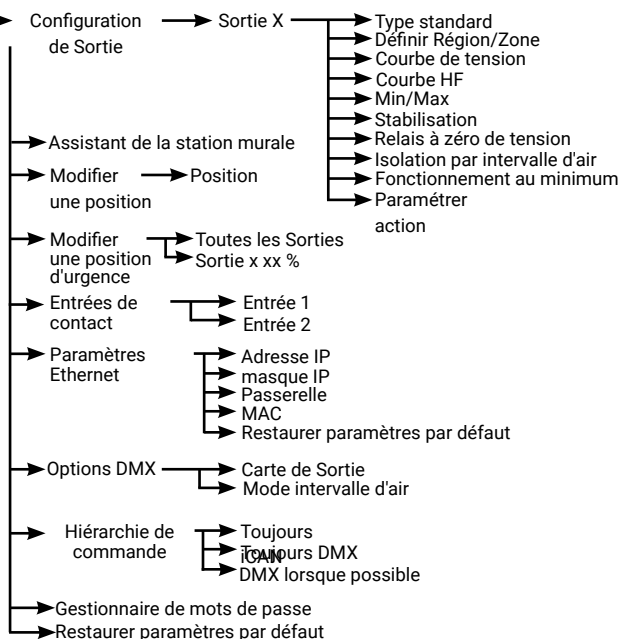 Configuration
de Sortie
Sortie X
Type standard
Définir Région/Zone
Courbe de tension
Courbe HF
Min/Max
Stabilisation
Relais à zéro de tension
Isolation par intervalle d'air
Fonctionnement au minimum
Paramétrer
action
Assistant de la station murale
Modifier
une position
Position
Modifier
une position
d'urgence
Toutes les Sorties
Sortie x xx %
Entrées de
contact
Entrée 1
Entrée 2
Paramètres
Ethernet
Adresse IP
masque IP
Passerelle
MAC
Restaurer paramètres par défaut
Options DMX
Carte de Sortie
Mode intervalle d'air
Hiérarchie de
commande
Toujours
iCAN
Toujours DMX
DMX lorsque possible
Gestionnaire de mots de passe
Restaurer paramètres par défaut